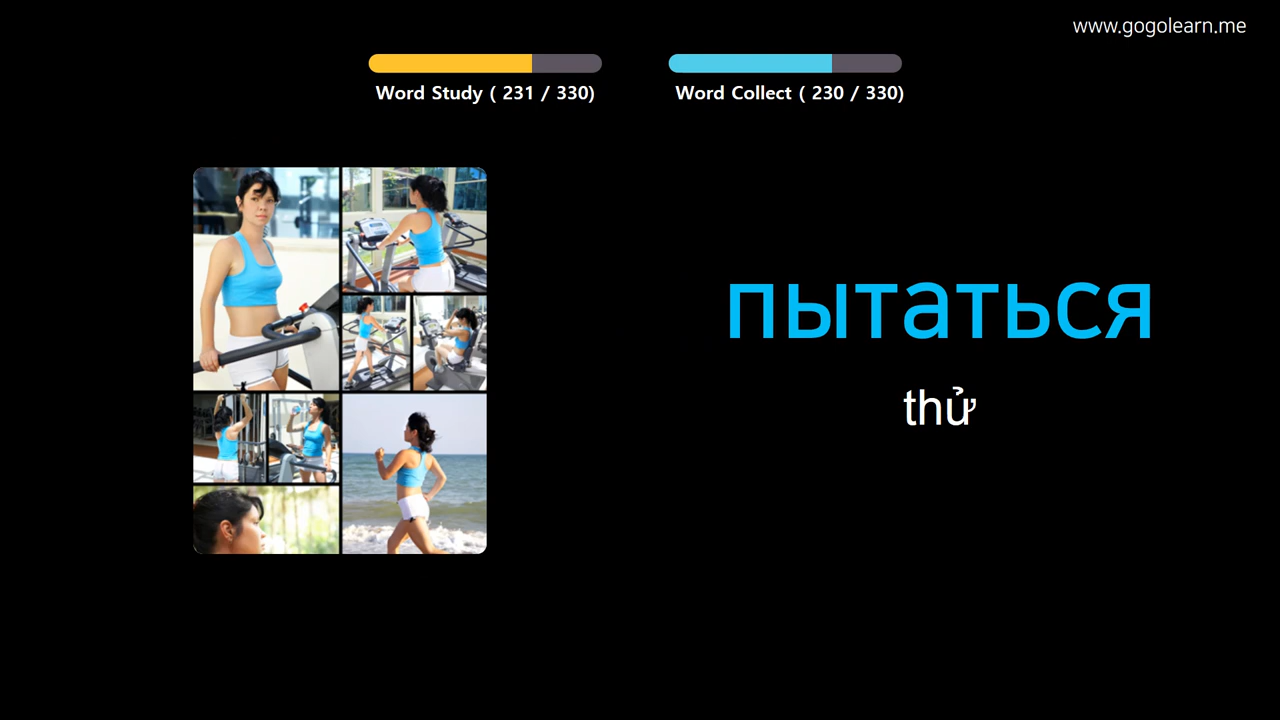 www.gogolearn.me
Word Study ( 231 / 330)
Word Collect ( 230 / 330)
пытаться
thử